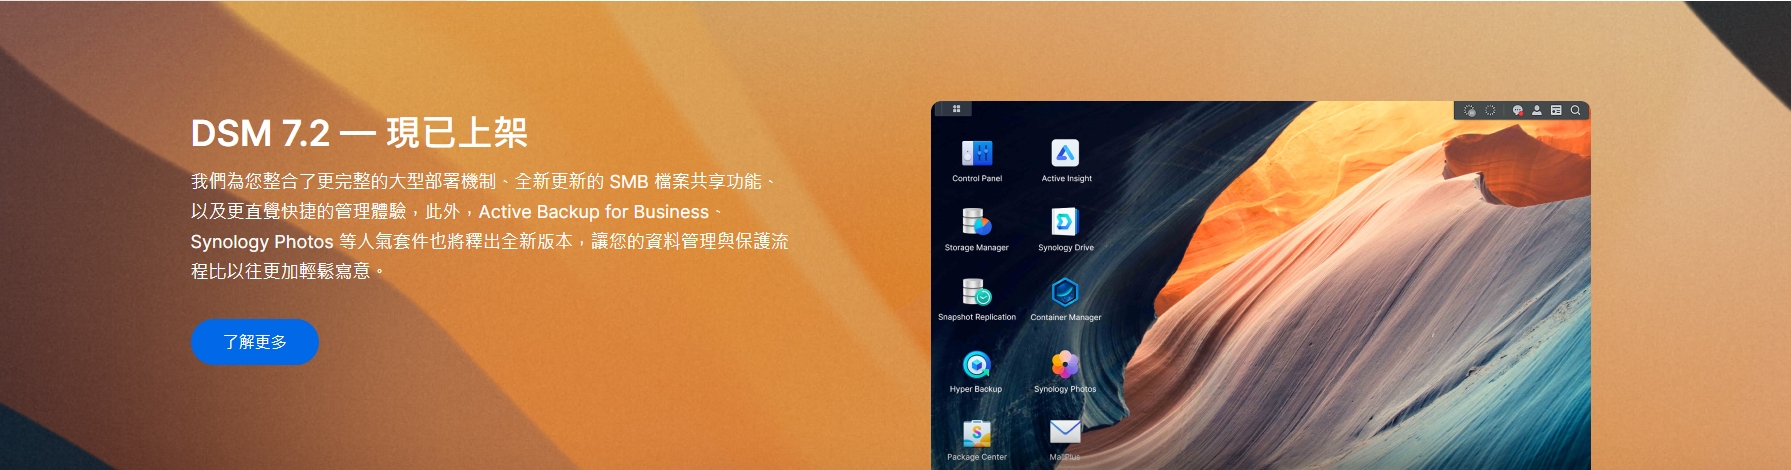 DSM 7.2 — 現已上架
我們為您整合了更完整的大型部署機制、全新更新的 SMB 檔案共享功能、
以及更直覺快捷的管理體驗，此外，Active Backup for Business、
Synology Photos 等人氣套件也將釋出全新版本，讓您的資料管理與保護流
程比以往更加輕鬆寫意。
了解更多
Control Panel
Active Insight
Storage Manager
Synology Drive
Snapshot Replication
Container Manager
Hyper Backup
Synology Photos
Package Center
MailPlus